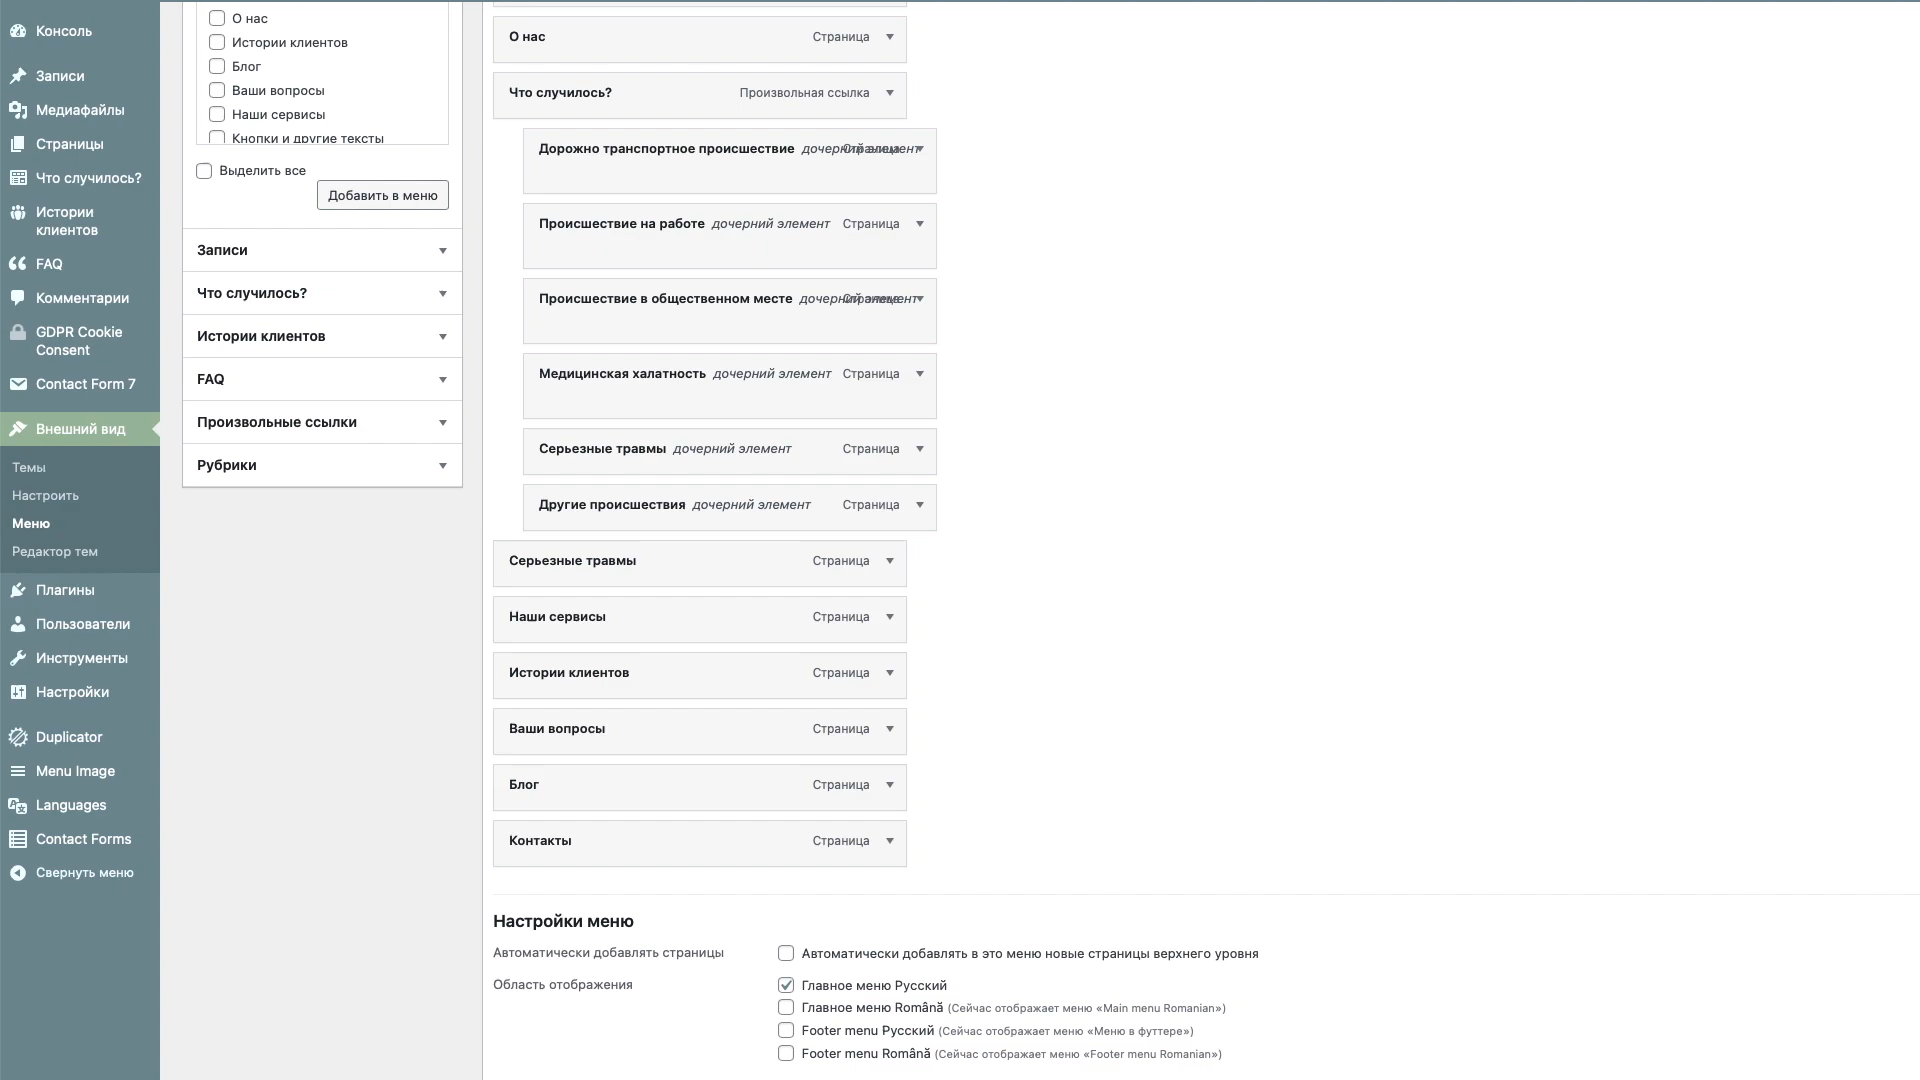 Консоль
Записи
Медиафайлы
Страницы
Что случилось?
Истории
клиентов
FAQ
Комментарии
GDPR Cookie
Consent
Contact Form 7
Внешний вид
Темы
Настроить
Меню
Редактор тем
Плагины
Пользователи
Инструменты
Настройки
Duplicator
Menu Image
Languages
Contact Forms
Свернуть меню
О нас
Истории клиентов
Блог
Ваши вопросы
Наши сервисы
Кнопки и другие тексты
Выделить все
Добавить в меню
Записи
Что случилось?
Истории клиентов
FAQ
Произвольные ссылки
Рубрики
О нас Страница
Что случилось? Произвольная ссылка
Дорожно транспортное происшествие дочерний элемент Страница
Происшествие на работе дочерний элемент Страница
Происшествие в общественном месте дочерний элемент Страница
Медицинская халатность дочерний элемент Страница
Серьезные травмы дочерний элемент Страница
Другие происшествия дочерний элемент Страница
Серьезные травмы Страница
Наши сервисы Страница
Истории клиентов Страница
Ваши вопросы Страница
Блог Страница
Контакты Страница
Настройки меню
Автоматически добавлять страницы Автоматически добавлять в это меню новые страницы верхнего уровня
Область отображения Главное меню Русский
Главное меню Română (Сейчас отображает меню «Main menu Romanian»)
Footer menu Русский (Сейчас отображает меню «Меню в футтере»)
Footer menu Română (Сейчас отображает меню «Footer menu Romanian»)